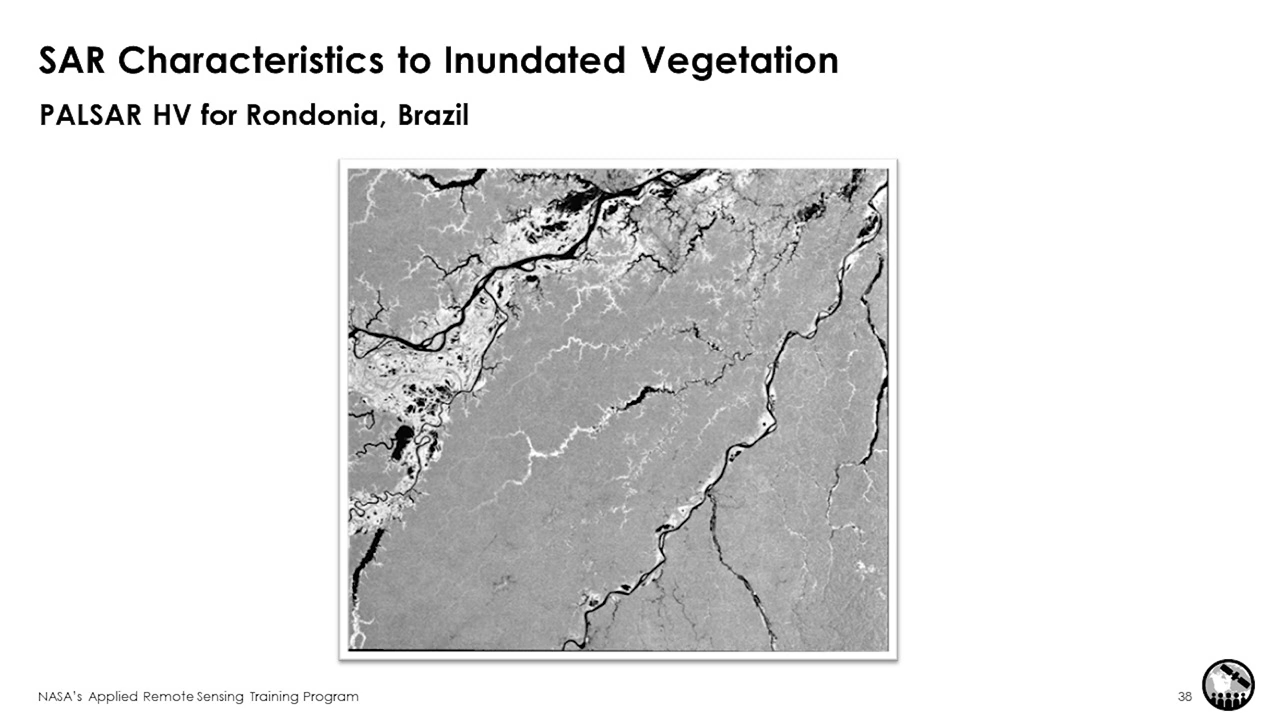 SAR Characteristics to Inundated Vegetation
PALSAR HV for Rondonia, Brazil
NASA's Applied Remote Sensing Training Program
38